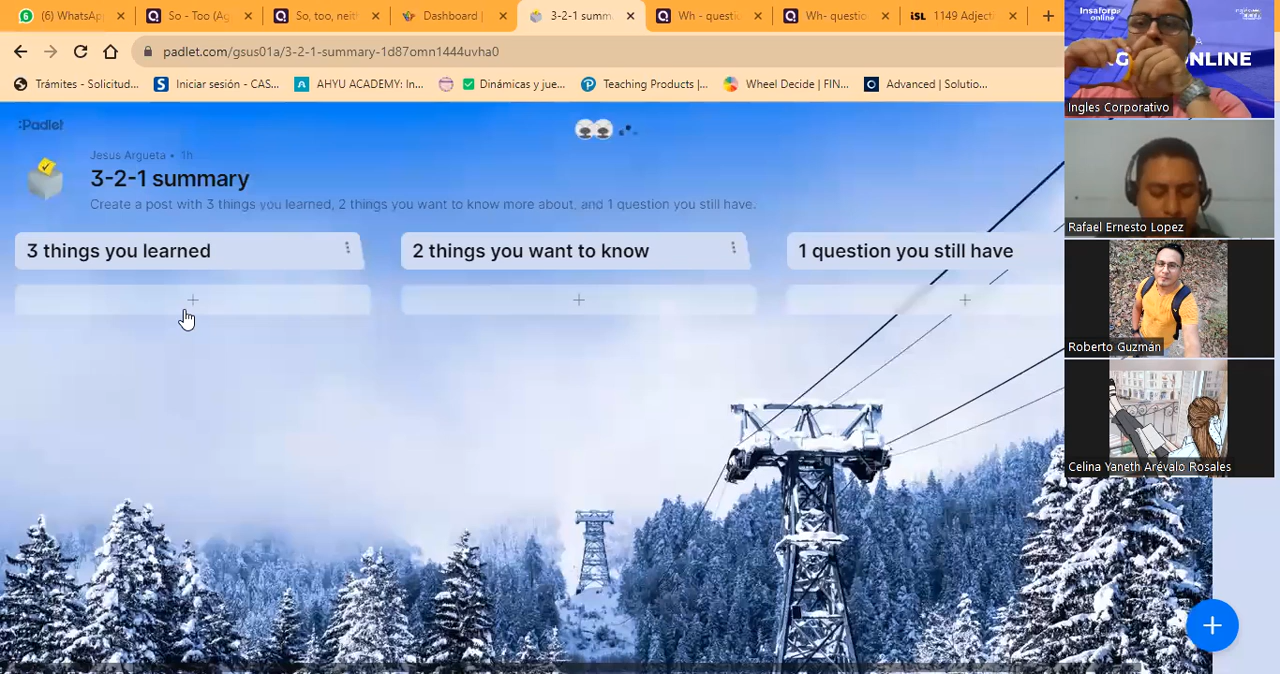 (6) WhatsApp
So - Too (Ag
So, too, neith
Dashboard |
3-2-1 summ
Wh - questi
Wh- questio
1149 Adject
padlet.com/gsus01a/3-2-1-summary-1d87omn1444uvha0
Trámites - Solicitud...
Iniciar sesión - CAS...
AHYU ACADEMY: In...
Dinámicas y jue...
Teaching Products |...
Wheel Decide | FIN...
Advanced | Solutio...
:Padlet
Jesus Argueta • 1h
3-2-1 summary
Create a post with 3 things you learned, 2 things you want to know more about, and 1 question you still have.
3 things you learned
2 things you want to know
1 question you still have
Insaforp
online
ONLINE
Ingles Corporativo
Rafael Ernesto Lopez
Roberto Guzmán
Celina Yaneth Arévalo Rosales